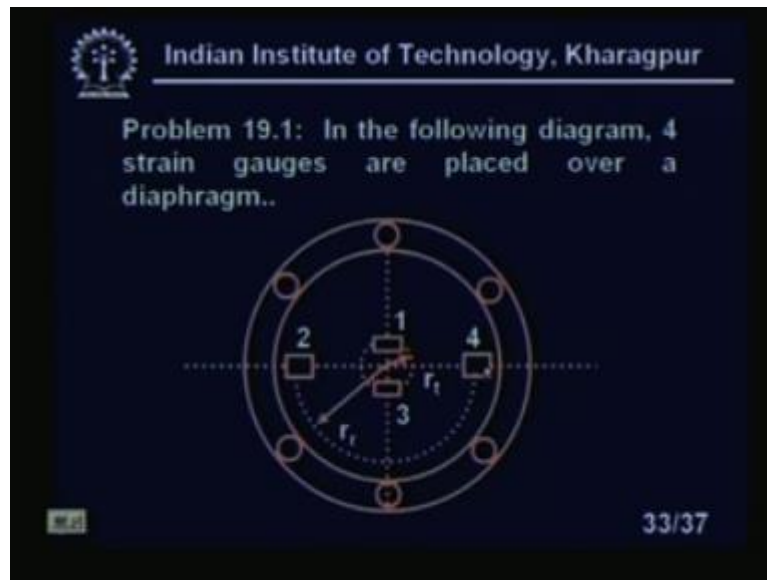 Indian Institute of Technology, Kharagpur
Problem 19.1: In the following diagram, 4
strain gauges are placed over a
diaphragm..
1
2
4
rt
3
rr
33/37